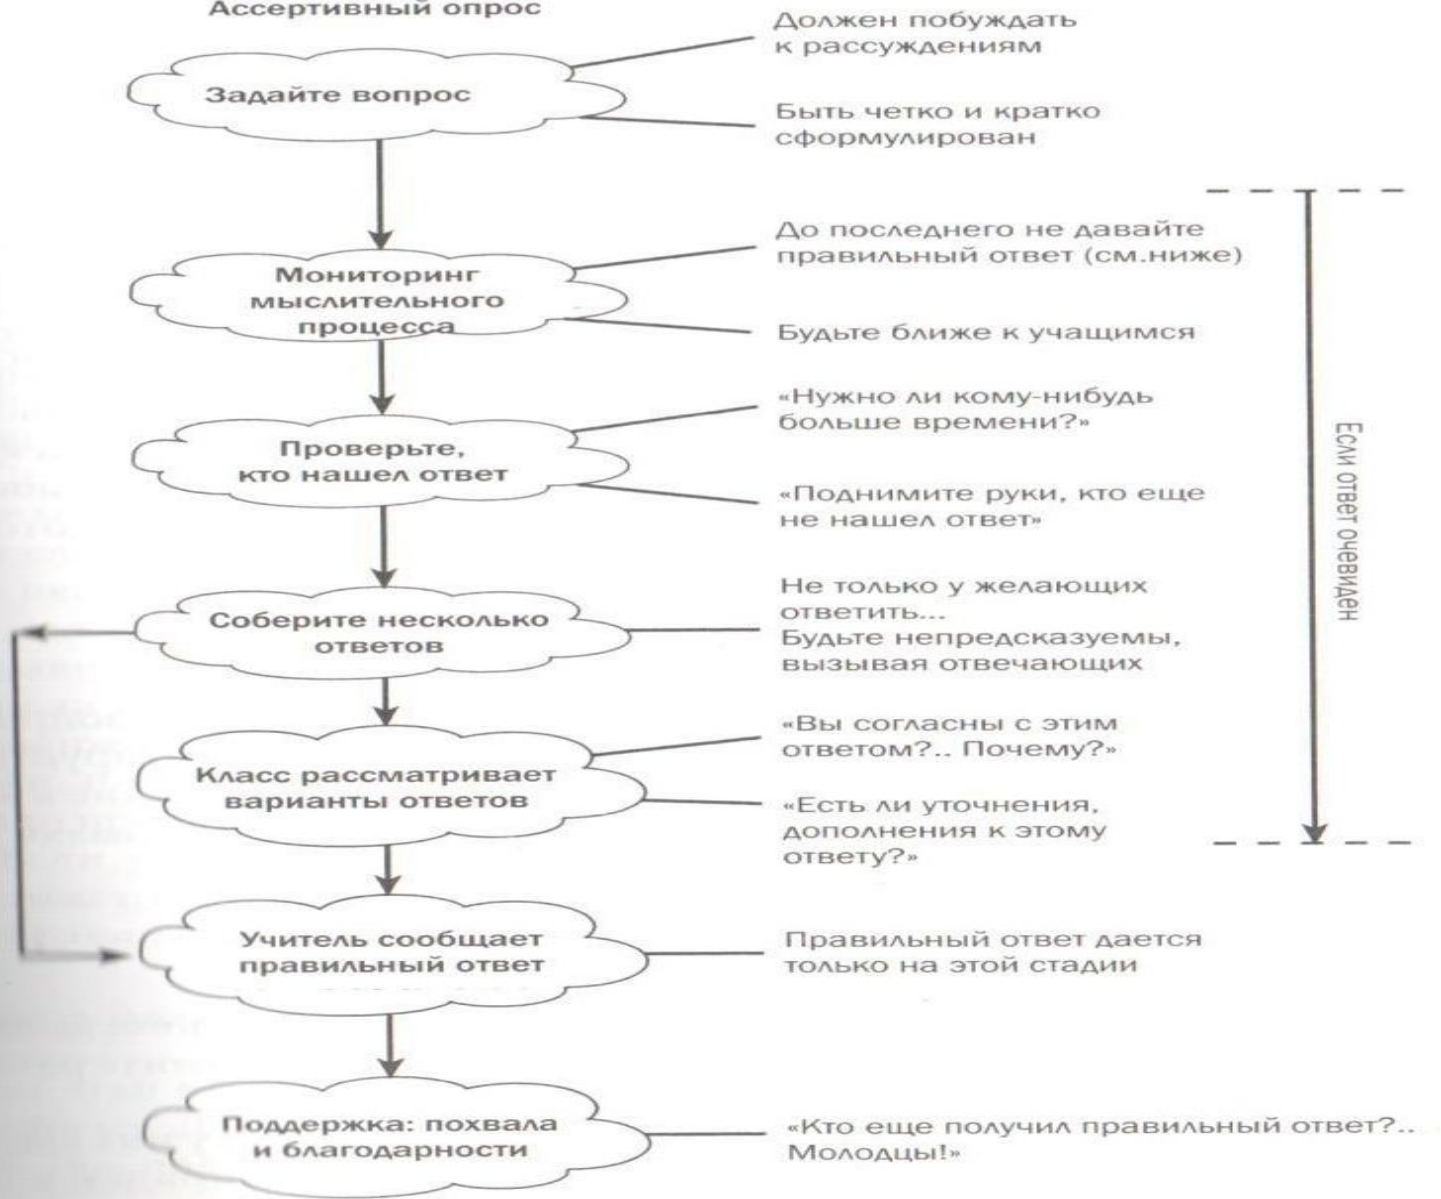 Ассертивный опрос
Задайте вопрос
Должен побуждать
к рассуждениям
Быть четко и кратко
сформулирован
Мониторинг
мыслительного
процесса
До последнего не давайте
правильный ответ (см.ниже)
Будьте ближе к учащимся
Проверьте,
кто нашел ответ
«Нужно ли кому-нибудь
больше времени?»
«Поднимите руки, кто еще
не нашел ответ»
Соберите несколько
ответов
Не только у желающих
ответить...
Будьте непредсказуемы,
вызывая отвечающих
Класс рассматривает
варианты ответов
«Вы согласны с этим
ответом?.. Почему?»
«Есть ли уточнения,
дополнения к этому
ответу?»
Если ответ очевиден
Учитель сообщает
правильный ответ
Правильный ответ дается
только на этой стадии
Поддержка: похвала
и благодарности
«Кто еще получил правильный ответ?..
Молодцы!»